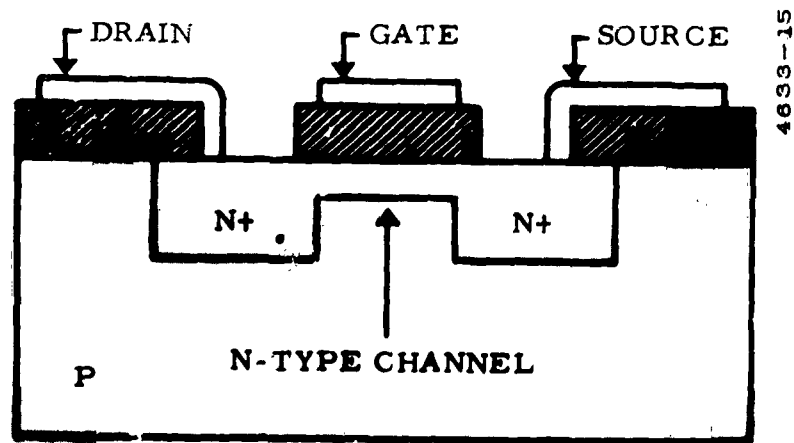 DRAIN
GATE
SOURCE
4633-15
N+
N+
N-TYPE CHANNEL
P